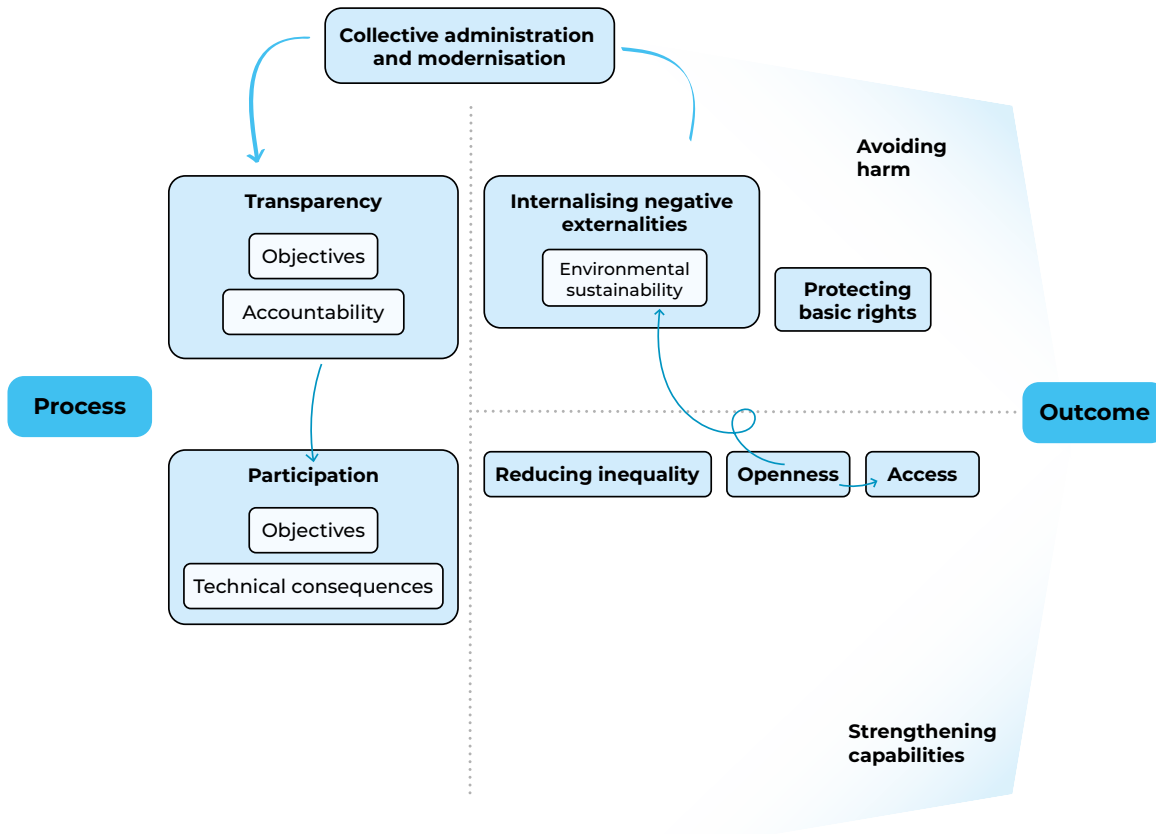 Collective administration
and modernisation
Avoiding
harm
Transparency
Objectives
Accountability
Internalising negative
externalities
Environmental
sustainability
Protecting
basic rights
Process
Outcome
Participation
Objectives
Technical consequences
Reducing inequality
Openness
Access
Strengthening
capabilities